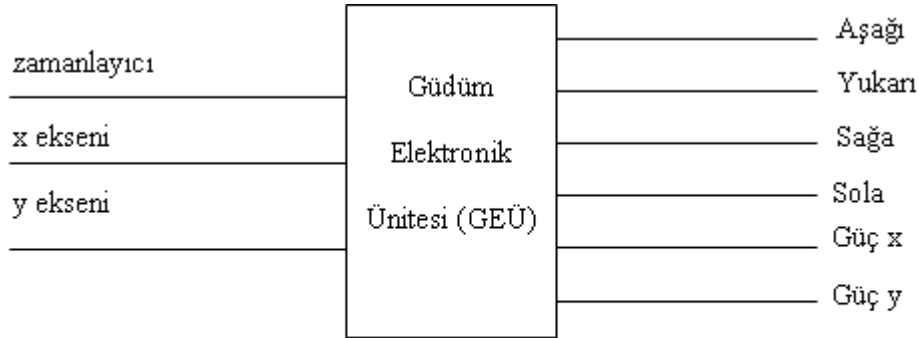 zamanlayıcı
x ekseni
y ekseni
Güdüm
Elektronik
Ünitesi (GEÜ)
Aşağı
Yukarı
Sağa
Sola
Güç x
Güç y